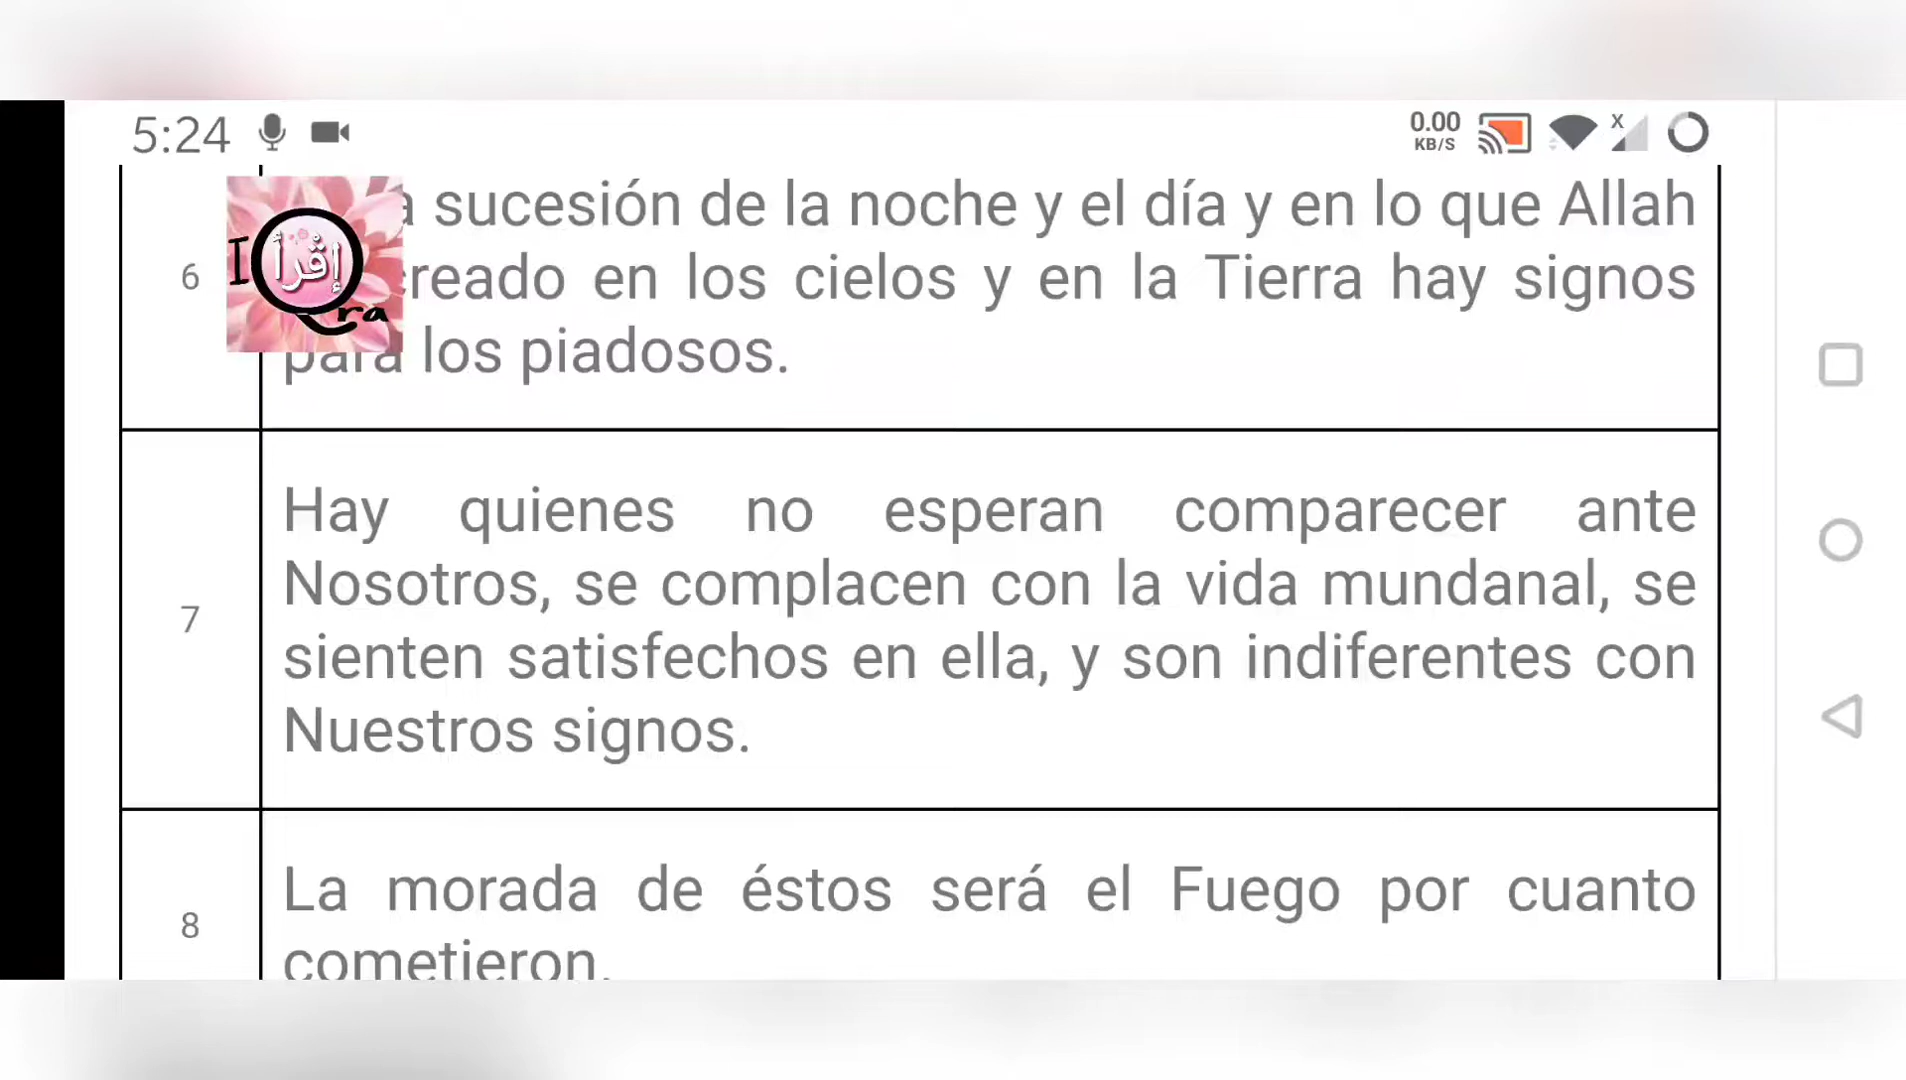 5:24
0.00
KB/S
X
sucesión de la noche y el día y en lo que Allah
6
creado en los cielos y en la Tierra hay signos
para los piadosos.
إقرأ
IQra
Hay quienes no esperan comparecer ante
Nosotros, se complacen con la vida mundanal, se
7
sienten satisfechos en ella, y son indiferentes con
Nuestros signos.
La morada de éstos será el Fuego por cuanto
8
cometieron.